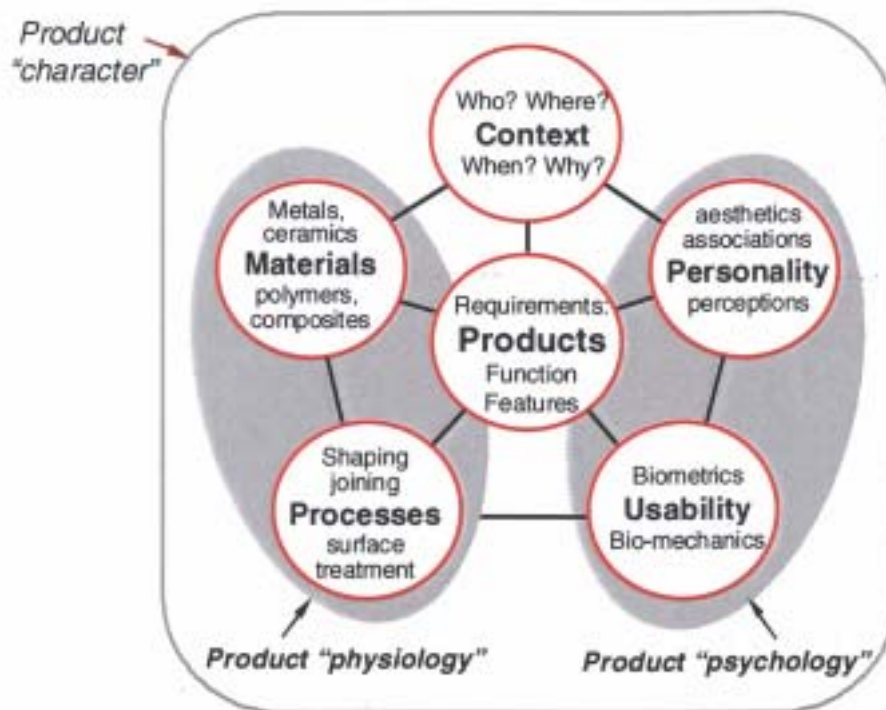 Product
"character"
Who? Where?
Context
When? Why?
Metals,
ceramics
Materials
polymers,
composites
aesthetics
associations
Personality
perceptions
Requirements:
Products
Function
Features
Shaping
joining
Processes
surface
treatment
Biometrics
Usability
Bio-mechanics
Product "physiology"
Product "psychology"